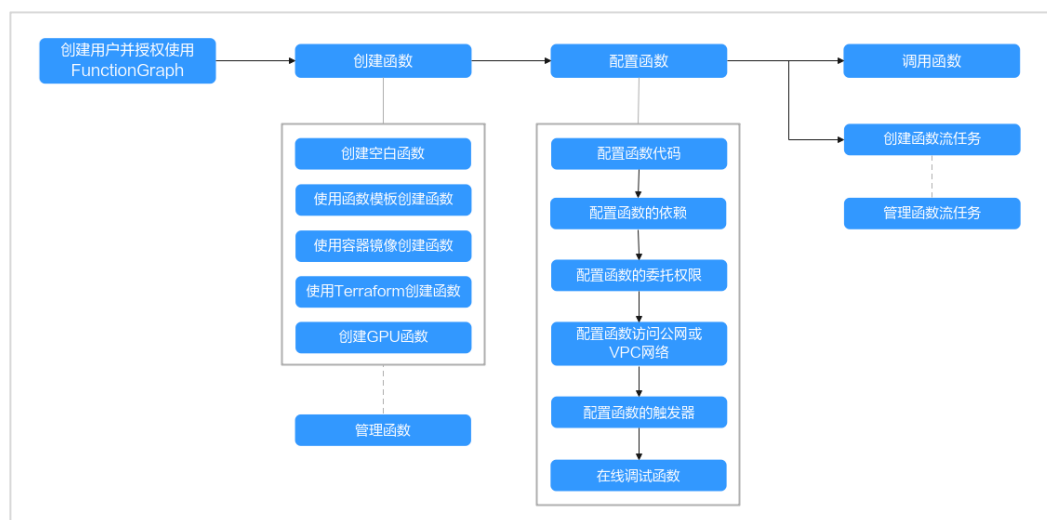 创建用户并授权使用
FunctionGraph
创建函数
配置函数
调用函数
创建空白函数
使用函数模板创建函数
使用容器镜像创建函数
使用Terraform创建函数
创建GPU函数
管理函数
配置函数代码
配置函数的依赖
配置函数的委托权限
配置函数访问公网或
VPC网络
配置函数的触发器
在线调试函数
创建函数流任务
管理函数流任务